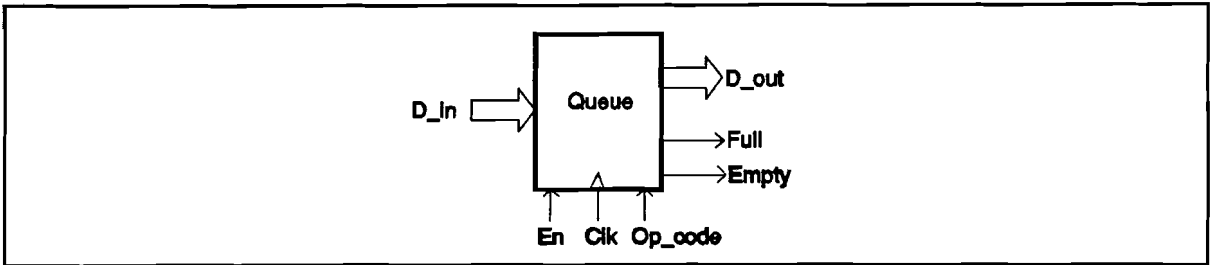 D_out
Queue
D_in
Full
Empty
En Clk Op_code